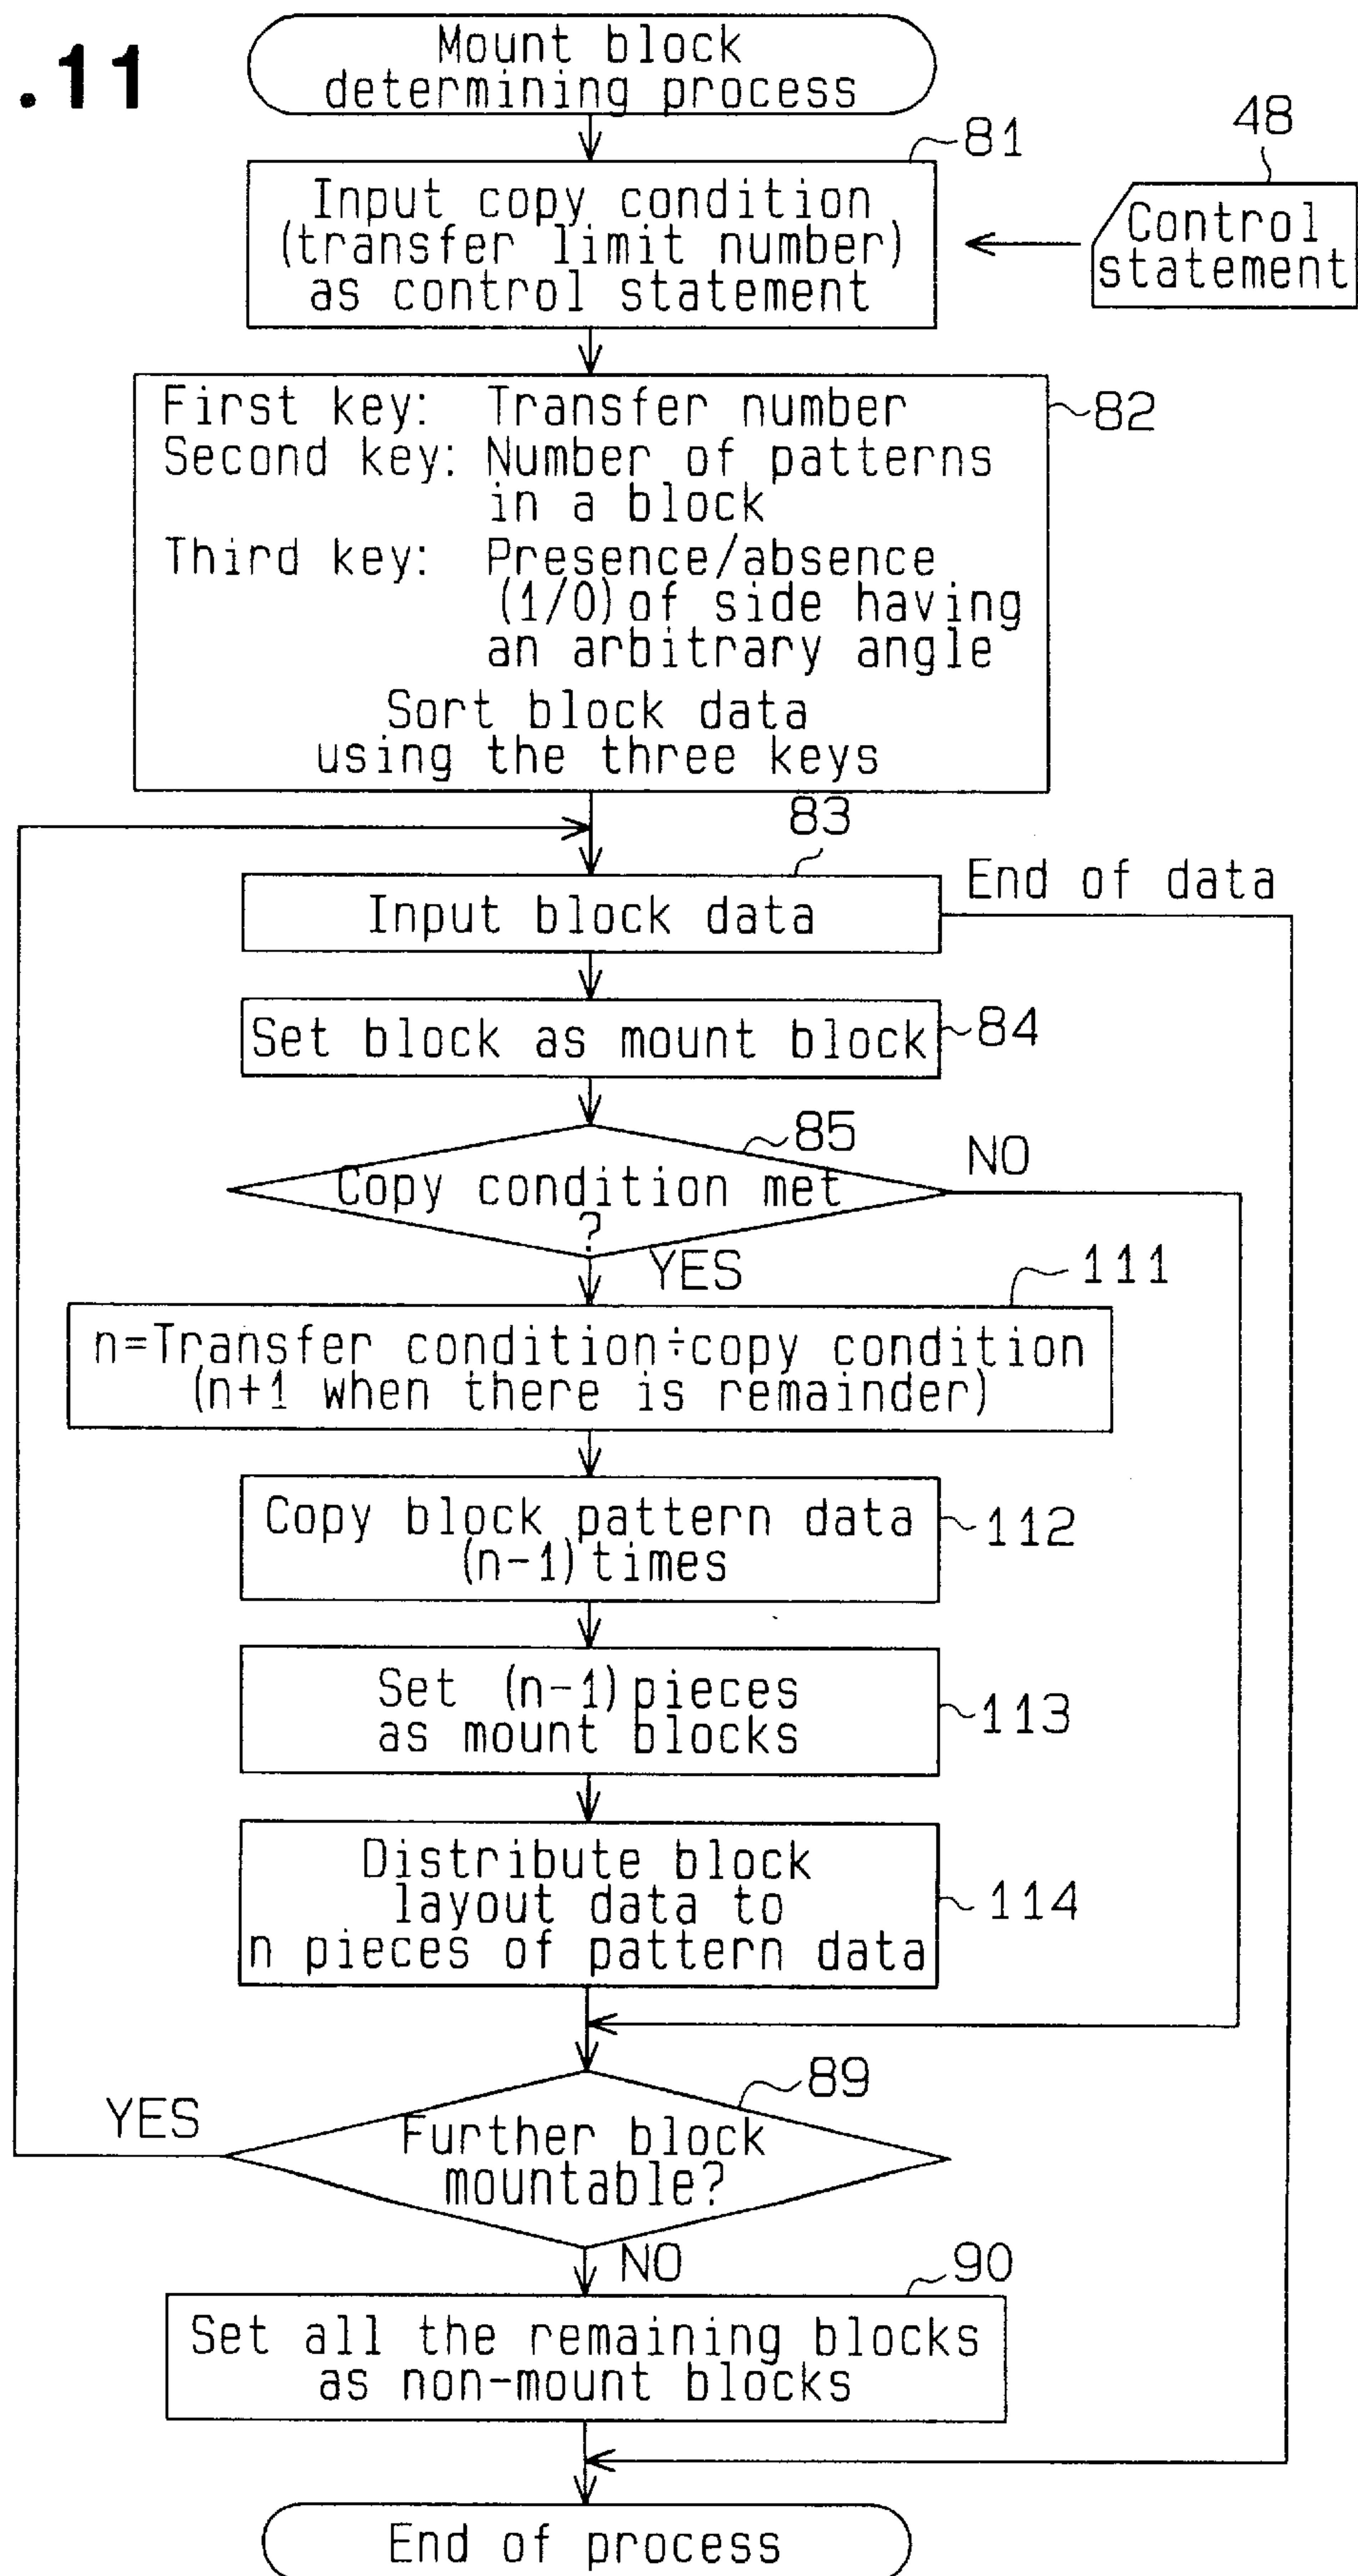 .11
Mount block
determining process
81
48
Input copy condition
(transfer limit number)
as control statement
Control
statement
82
First key: Transfer number
Second key: Number of patterns
in a block
Third key: Presence/absence
(1/0) of side having
an arbitrary angle
Sort block data
using the three keys
83
Input block data
End of data
Set block as mount block
84
85
Copy condition met
?
NO
YES
111
n=Transfer condition÷copy condition
(n+1 when there is remainder)
Copy block pattern data
(n-1) times
112
Set (n-1) pieces
as mount blocks
113
Distribute block
layout data to
n pieces of pattern data
114
89
YES
Further block
mountable?
NO
90
Set all the remaining blocks
as non-mount blocks
End of process